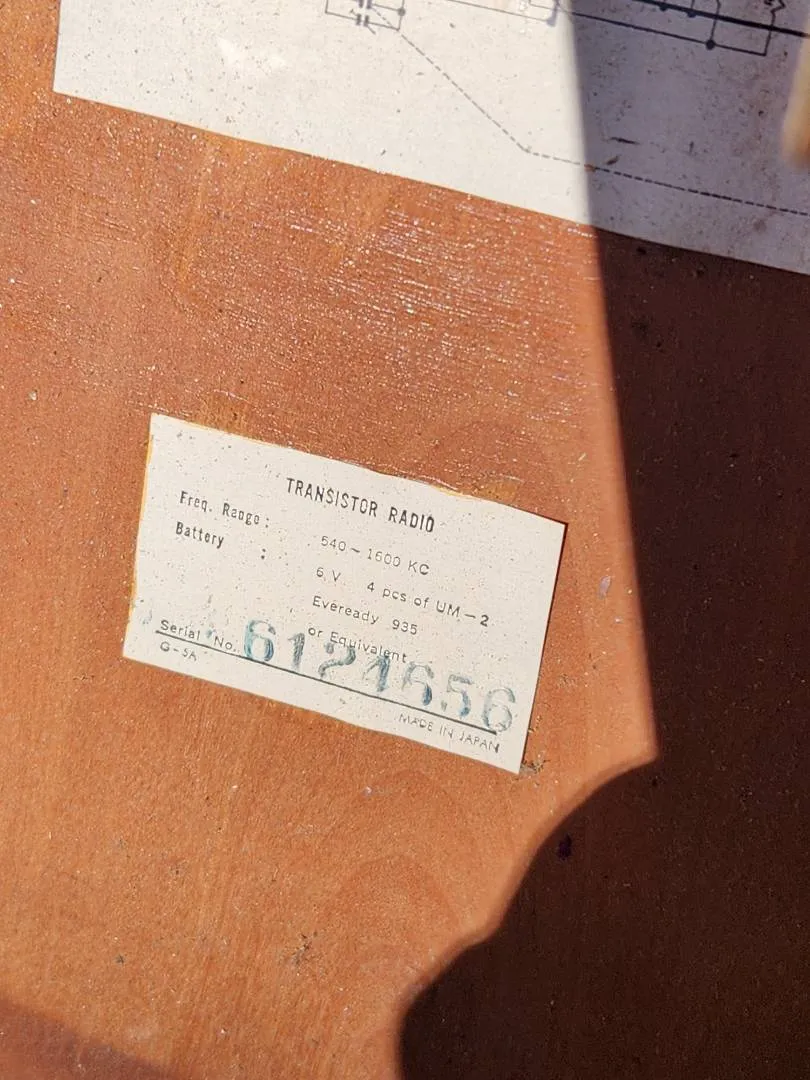 TRANSISTOR RADIO
Freq. Range: 540~1600 KC
Battery : 6 V 4 pcs of UM-2
Eveready 935
or Equivalent
Serial No. 6121656
G-5A
MADE IN JAPAN